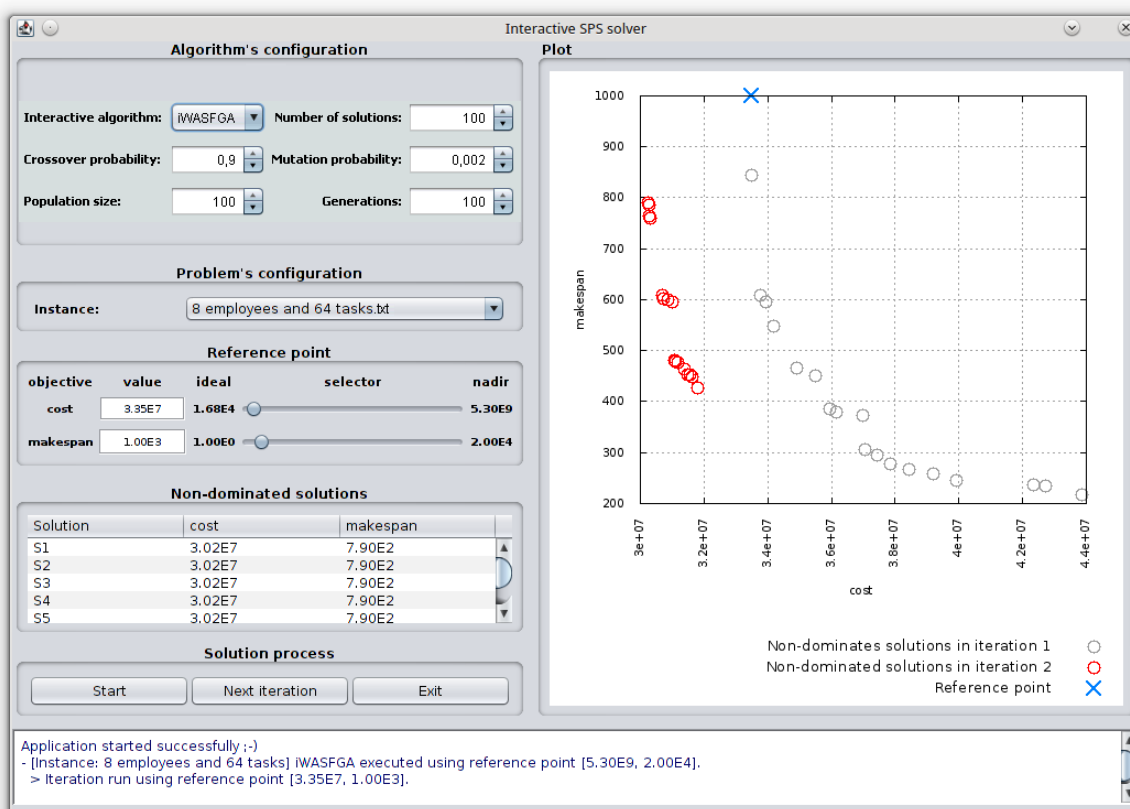 Interactive SPS solver
Algorithm's configuration
Interactive algorithm: iWASFGA Number of solutions: 100
Crossover probability: 0,9 Mutation probability: 0,002
Population size: 100 Generations: 100
Problem's configuration
Instance: 8 employees and 64 tasks.txt
Reference point
objective value ideal selector nadir
cost 3.35E7 1.68E4 5.30E9
makespan 1.00E3 1.00E0 2.00E4
Non-dominated solutions
Solution cost makespan
S1 3.02E7 7.90E2
S2 3.02E7 7.90E2
S3 3.02E7 7.90E2
S4 3.02E7 7.90E2
S5 3.02E7 7.90E2
Solution process
Start Next iteration Exit
Plot
1000
900
800
700
600
500
400
300
200
makespan
3e+07
3.2e+07
3.4e+07
3.6e+07
3.8e+07
4e+07
4.2e+07
4.4e+07
cost
Non-dominates solutions in iteration 1
Non-dominated solutions in iteration 2
Reference point
Application started successfully ;-)
- [Instance: 8 employees and 64 tasks] iWASFGA executed using reference point [5.30E9, 2.00E4].
> Iteration run using reference point [3.35E7, 1.00E3].